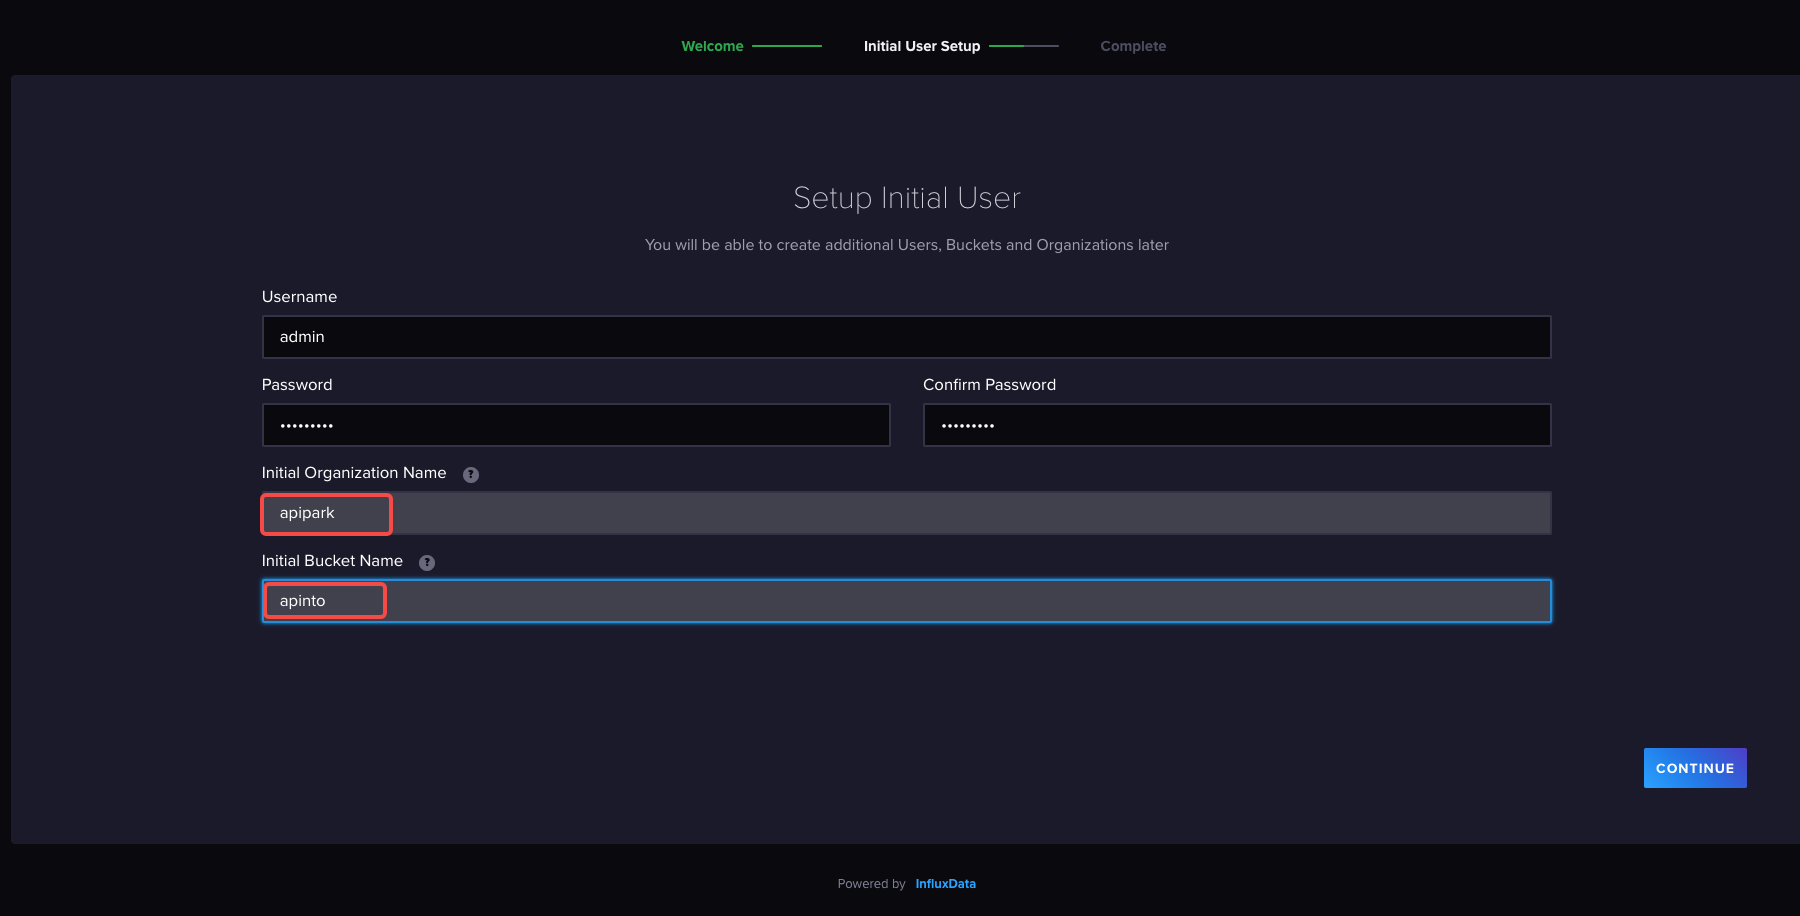 Welcome
Initial User Setup
Complete
Setup Initial User
You will be able to create additional Users, Buckets and Organizations later
Username
admin
Password
Confirm Password
•••••••••
•••••••••
Initial Organization Name ?
apipark
Initial Bucket Name ?
apinto
CONTINUE
Powered by InfluxData